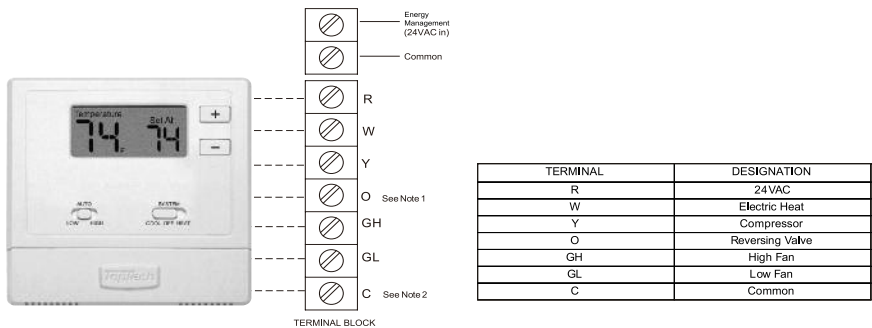 Energy
Management
(24VAC in)
Common
R
W
Y
O See Note 1
GH
GL
C See Note 2
TERMINAL BLOCK
Temperature
Set At
74 F 74
+
–
AUTO
LOW HIGH
SYSTEM
COOL OFF HEAT
TERMINAL DESIGNATION
R 24VAC
W Electric Heat
Y Compressor
O Reversing Valve
GH High Fan
GL Low Fan
C Common